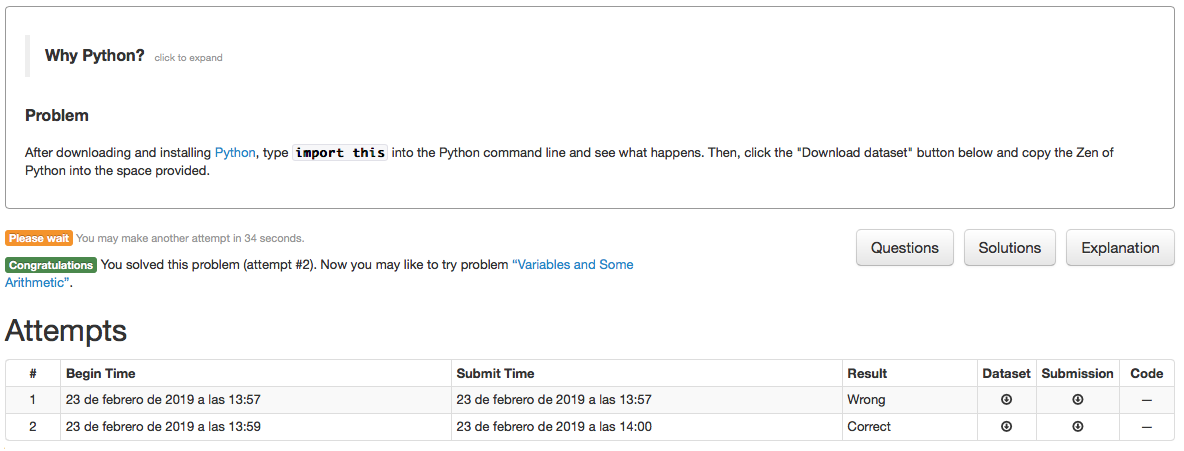 Why Python? click to expand
Problem
After downloading and installing Python, type import this into the Python command line and see what happens. Then, click the "Download dataset" button below and copy the Zen of
Python into the space provided.
Please wait You may make another attempt in 34 seconds.
Congratulations You solved this problem (attempt #2). Now you may like to try problem “Variables and Some
Arithmetic”.
Questions Solutions Explanation
Attempts
# Begin Time Submit Time Result Dataset Submission Code
1 23 de febrero de 2019 a las 13:57 23 de febrero de 2019 a las 13:57 Wrong —
2 23 de febrero de 2019 a las 13:59 23 de febrero de 2019 a las 14:00 Correct —